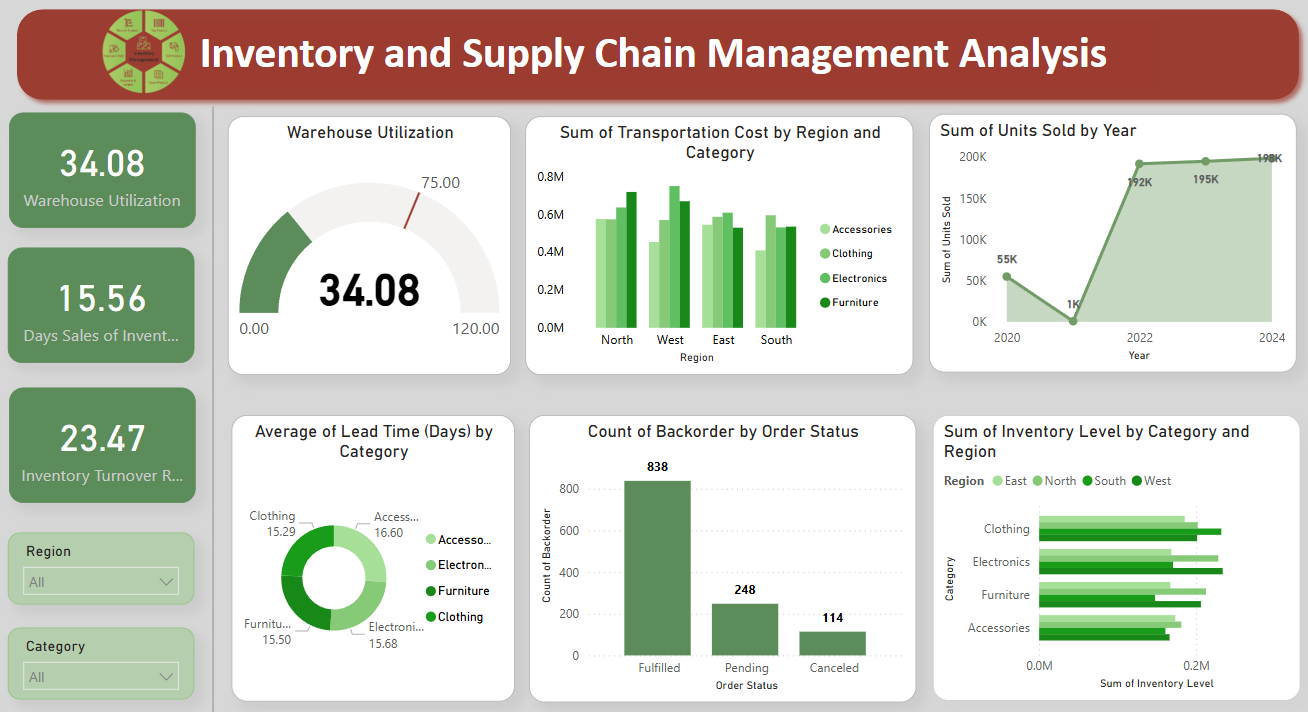 Inventory and Supply Chain Management Analysis
34.08
Warehouse Utilization
15.56
Days Sales of Invent...
23.47
Inventory Turnover R...
Region
All
Category
All
Warehouse Utilization
75.00
34.08
0.00
120.00
Sum of Transportation Cost by Region and
Category
0.8M
0.6M
0.4M
0.2M
0.0M
North
West
East
South
Region
Accessories
Clothing
Electronics
Furniture
Sum of Units Sold by Year
Sum of Units Sold
200K
150K
100K
50K
0K
55K
1K
192K
195K
198K
2020
2022
2024
Year
Average of Lead Time (Days) by
Category
Clothing
15.29
Access...
16.60
Furnitu...
15.50
Electroni...
15.68
Accesso...
Electron...
Furniture
Clothing
Count of Backorder by Order Status
Count of Backorder
800
600
400
200
0
838
248
114
Fulfilled
Pending
Canceled
Order Status
Sum of Inventory Level by Category and
Region
Region East North South West
Category
Clothing
Electronics
Furniture
Accessories
0.0M
0.2M
Sum of Inventory Level